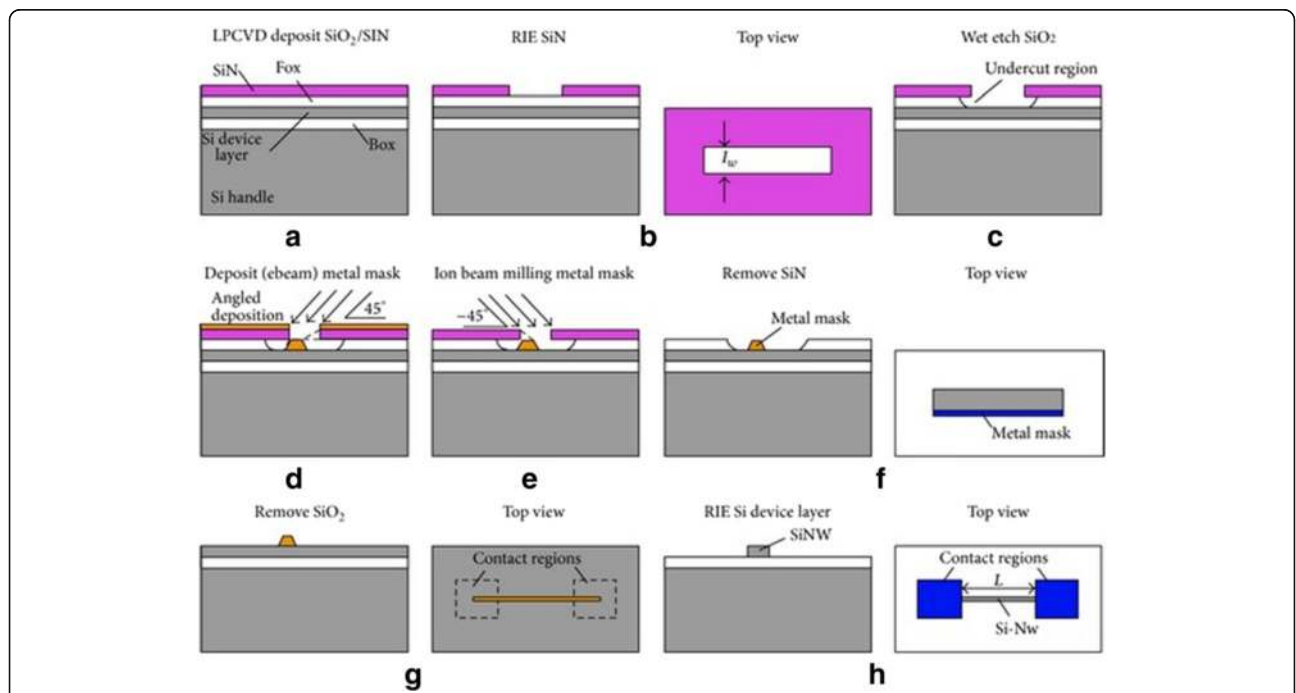 LPCVD deposit SiO₂/SIN
RIE SiN
Top view
Wet etch SiO₂
SiN
Fox
Undercut region
Si device
layer
Box
I_w
Si handle
a
b
c
Deposit (ebeam) metal mask
Ion beam milling metal mask
Remove SiN
Top view
Angled
deposition
45°
−45°
Metal mask
Metal mask
d
e
f
Remove SiO₂
Top view
RIE Si device layer
Top view
SiNW
Contact regions
Contact regions
L
Si-Nw
g
h